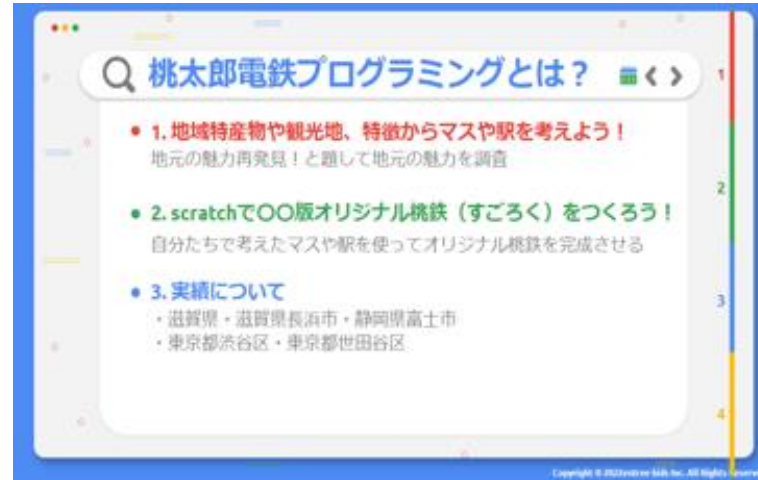 桃太郎電鉄プログラミングとは？
1
• 1. 地域特産物や観光地、特徴からマスや駅を考えよう！
地元の魅力再発見！と題して地元の魅力を調査
2
• 2. scratchで〇〇版オリジナル桃鉄（すごろく）をつくろう！
自分たちで考えたマスや駅を使ってオリジナル桃鉄を完成させる
• 3. 実績について
3
・滋賀県・滋賀県長浜市・静岡県富士市
・東京都渋谷区・東京都世田谷区
4
Copyright © Inc. All Rights